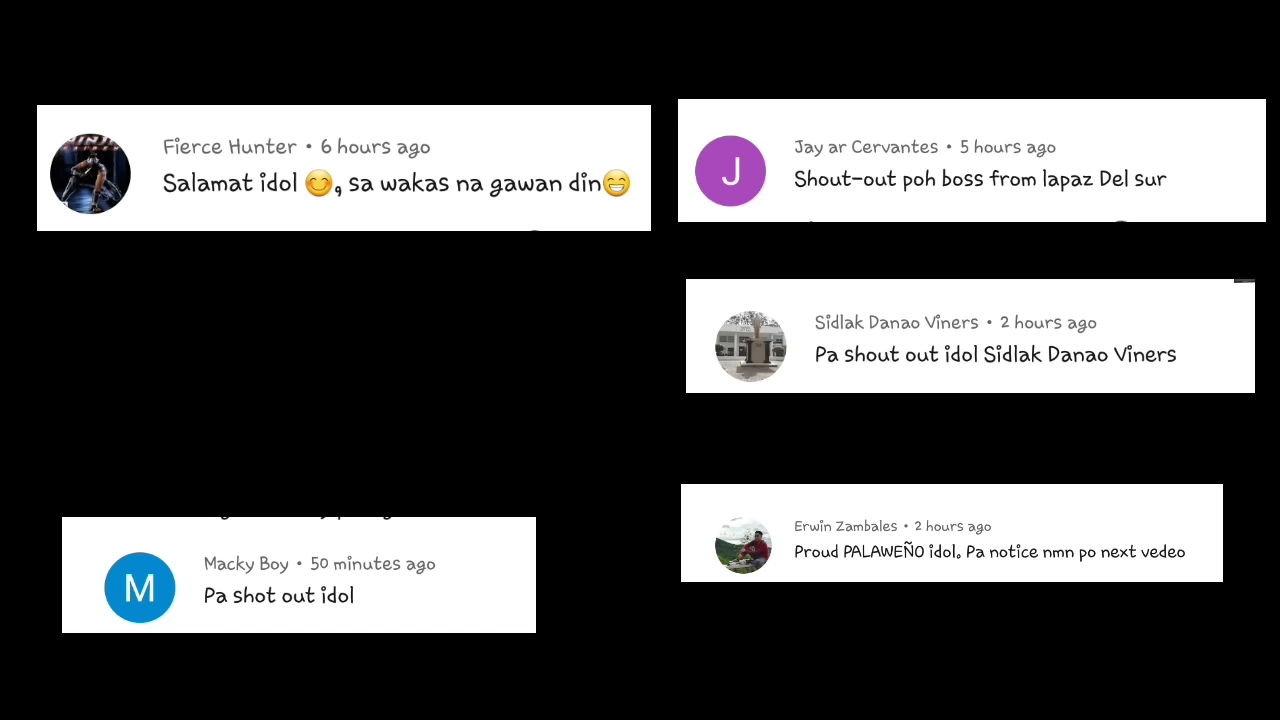 Fierce Hunter • 6 hours ago
Salamat idol 😊, sa wakas na gawan din😁
J
Jay ar Cervantes • 5 hours ago
Shout-out poh boss from lapaz Del sur
Sidlak Danao Viners • 2 hours ago
Pa shout out idol Sidlak Danao Viners
Erwin Zambales • 2 hours ago
Proud PALAWEÑO idol. Pa notice nmn po next vedeo
M
Macky Boy • 50 minutes ago
Pa shot out idol